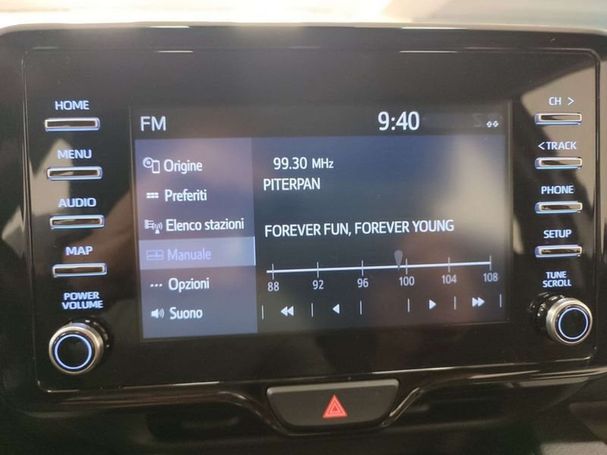 HOME
MENU
AUDIO
MAP
POWER
VOLUME
FM
9:40
Origine
Preferiti
Elenco stazioni
Manuale
Opzioni
Suono
99.30 MHz
PITERPAN
FOREVER FUN, FOREVER YOUNG
88 92 96 100 104 108
CH >
< TRACK
PHONE
SETUP
TUNE
SCROLL